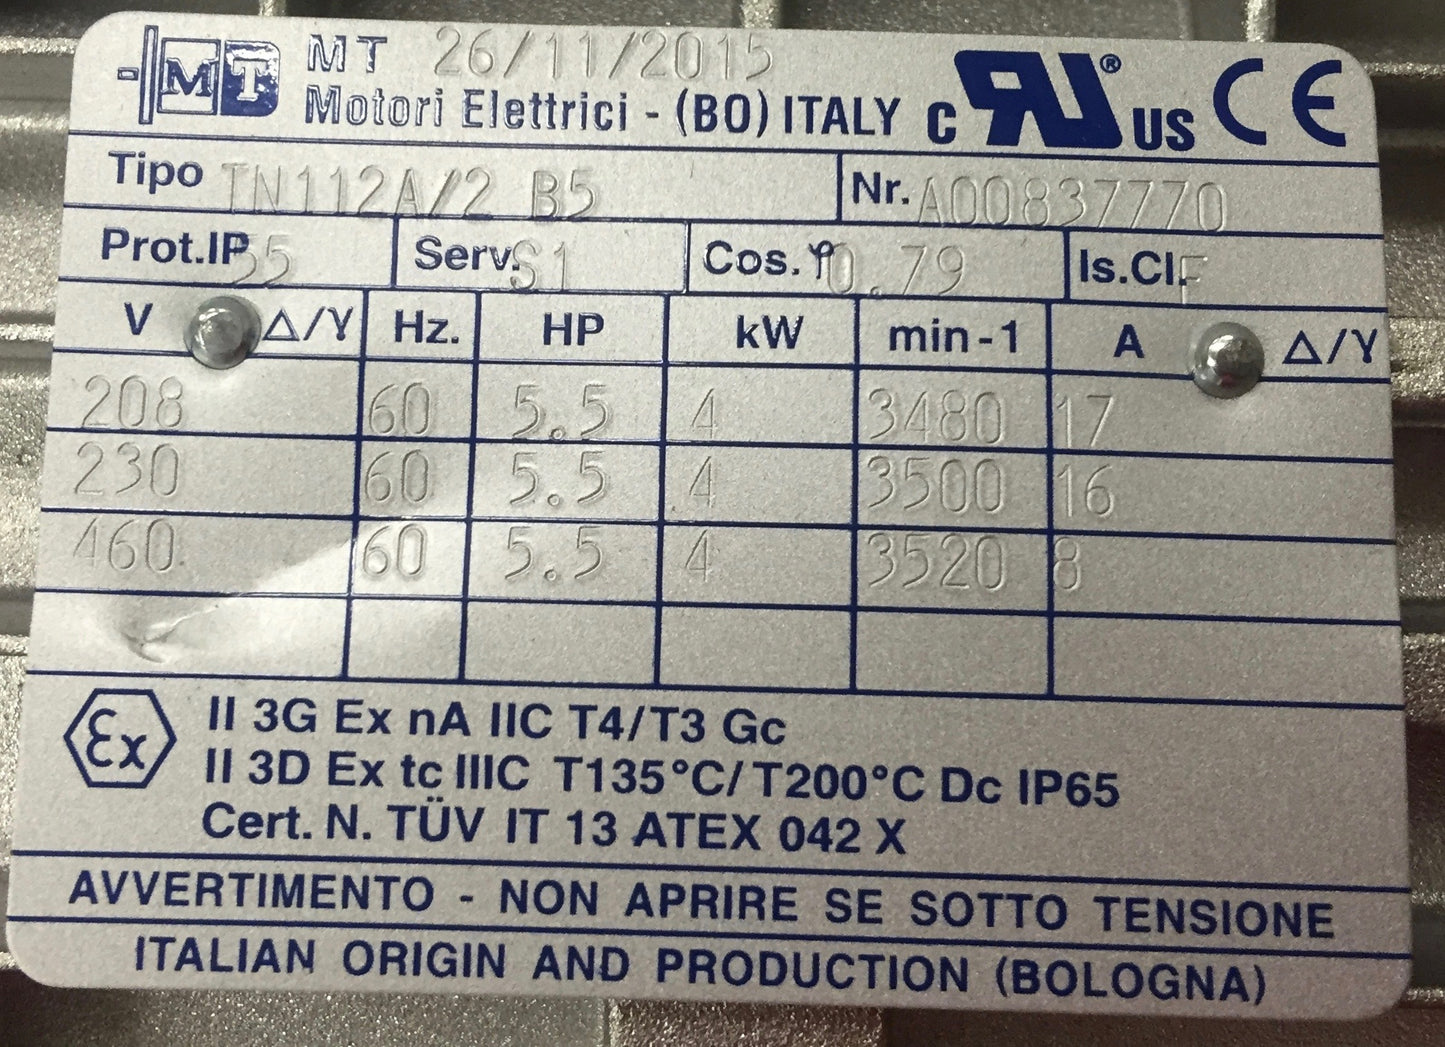 MT MT 26/11/2015
Motori Elettrici - (BO) ITALY c RU® US CE
Tipo TN112A/2 B5 Nr. A00837770
Prot.IP 55 Serv. S1 Cos. φ 0.79 Is.Cl. F
V Δ/Y Hz. HP kW min-1 A Δ/Y
208 60 5.5 4 3480 17
230 60 5.5 4 3500 16
460 60 5.5 4 3520 8
Ex II 3G Ex nA IIC T4/T3 Gc
II 3D Ex tc IIIC T135°C/T200°C Dc IP65
Cert. N. TÜV IT 13 ATEX 042 X
AVVERTIMENTO - NON APRIRE SE SOTTO TENSIONE
ITALIAN ORIGIN AND PRODUCTION (BOLOGNA)